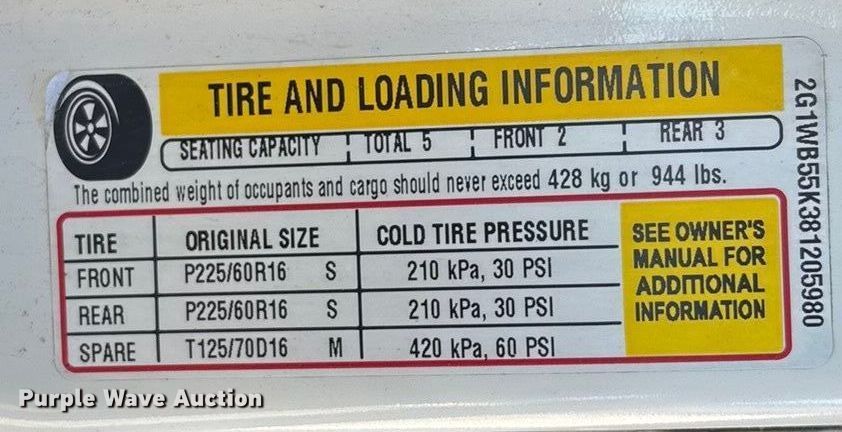 TIRE AND LOADING INFORMATION
SEATING CAPACITY TOTAL 5 FRONT 2 REAR 3
The combined weight of occupants and cargo should never exceed 428 kg or 944 lbs.
TIRE ORIGINAL SIZE COLD TIRE PRESSURE
FRONT P225/60R16 S 210 kPa, 30 PSI
REAR P225/60R16 S 210 kPa, 30 PSI
SPARE T125/70D16 M 420 kPa, 60 PSI
SEE OWNER'S
MANUAL FOR
ADDITIONAL
INFORMATION
2G1WB55K381205980
Purple Wave Auction